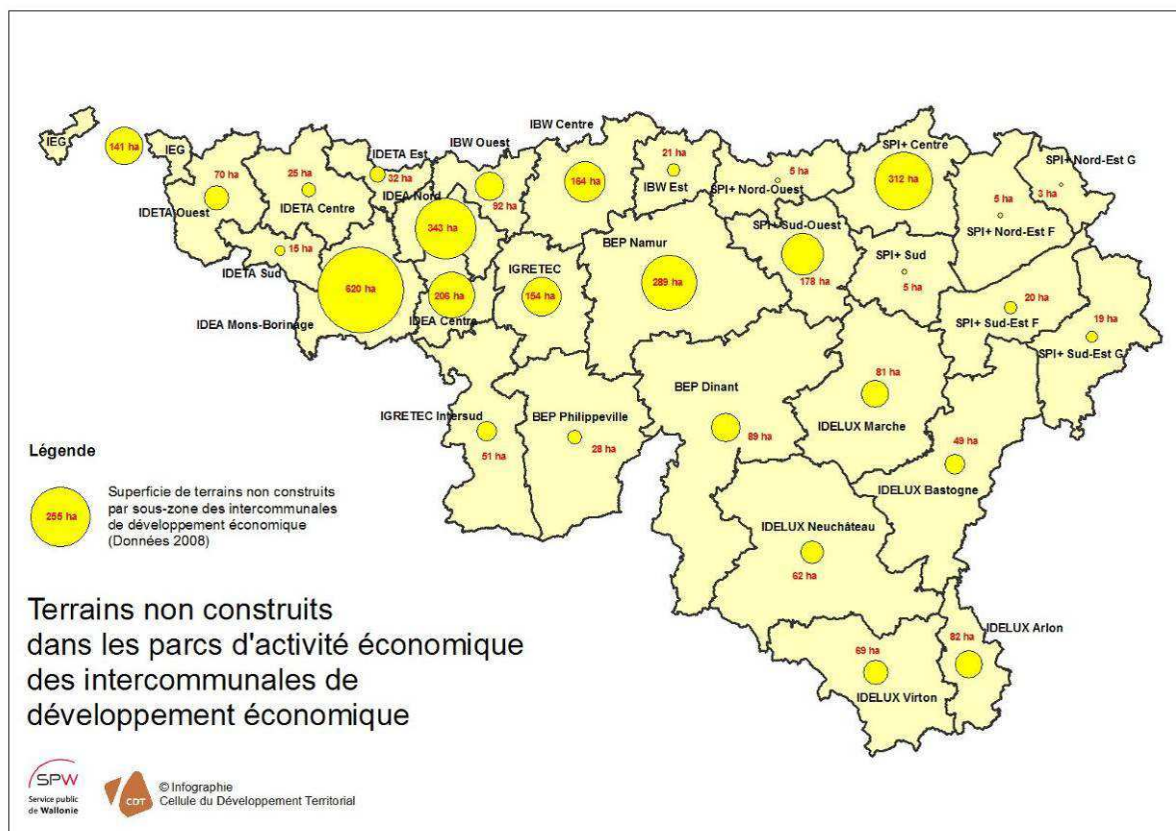 IEG
141 ha
IEG
70 ha
IDETA Ouest
25 ha
IDETA Centre
IDETA Est
32 ha
IDEA Nord
343 ha
IBW Ouest
92 ha
IBW Centre
164 ha
21 ha
IBW Est
5 ha
SPI+ Nord-Ouest
SPI+ Centre
312 ha
SPI+ Nord-Est G
3 ha
5 ha
SPI+ Nord-Est F
15 ha
IDETA Sud
620 ha
IDEA Mons-Borinage
206 ha
IDEA Centre
IGRETEC
154 ha
BEP Namur
289 ha
SPI+ Sud-Ouest
178 ha
SPI+ Sud
5 ha
20 ha
SPI+ Sud-Est F
19 ha
SPI+ Sud-Est G
IGRETEC Intersud
51 ha
BEP Philippeville
28 ha
BEP Dinant
89 ha
81 ha
IDELUX Marche
49 ha
IDELUX Bastogne
IDELUX Neuchâteau
62 ha
69 ha
IDELUX Virton
82 ha
IDELUX Arlon
Légende
255 ha
Superficie de terrains non construits
par sous-zone des intercommunales
de développement économique
(Données 2008)
Terrains non construits
dans les parcs d'activité économique
des intercommunales de
développement économique
SPW
Service public
de Wallonie
CDT
© Infographie
Cellule du Développement Territorial